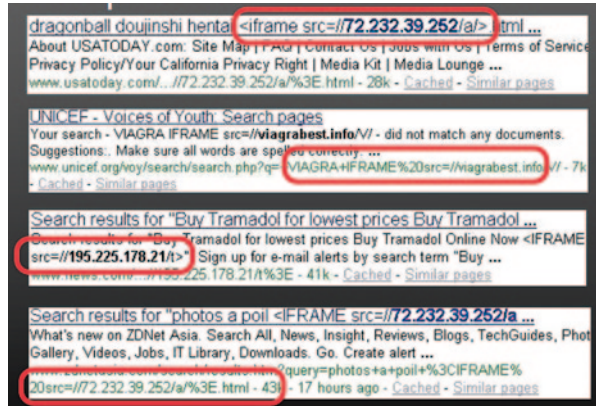 dragonball doujinshi hentai <iframe src=//72.232.39.252/a/> html ...
About USATODAY.com: Site Map | FAQ | Contact Us | Jobs with Us | Terms of Service
Privacy Policy/Your California Privacy Right | Media Kit | Media Lounge ...
www.usatoday.com/...//72.232.39.252/a/%3E.html - 28k - Cached - Similar pages
UNICEF - Voices of Youth: Search pages
Your search - VIAGRA IFRAME src=//viagrabest.info/V/ - did not match any documents.
Suggestions:. Make sure all words are spelled correctly. ...
www.unicef.org/voy/search/search.php?q= VIAGRA+IFRAME%20src=//viagrabest.info/V/ - 7k
- Cached - Similar pages
Search results for "Buy Tramadol for lowest prices Buy Tramadol ...
Search results for "Buy Tramadol for lowest prices Buy Tramadol Online Now <IFRAME
src=//195.225.178.21/t>" Sign up for e-mail alerts by search term "Buy ...
www.news.com/...//195.225.178.21/t%3E - 41k - Cached - Similar pages
Search results for "photos a poil <IFRAME src=//72.232.39.252/a ...
What's new on ZDNet Asia. Search All, News, Insight, Reviews, Blogs, TechGuides, Phot
Gallery, Videos, Jobs, IT Library, Downloads. Go. Create alert ...
www.zdnetasia.com/search/results.htm?query=photos+a+poil+%3CIFRAME%
20src=//72.232.39.252/a/%3E.html - 43k - 17 hours ago - Cached - Similar pages